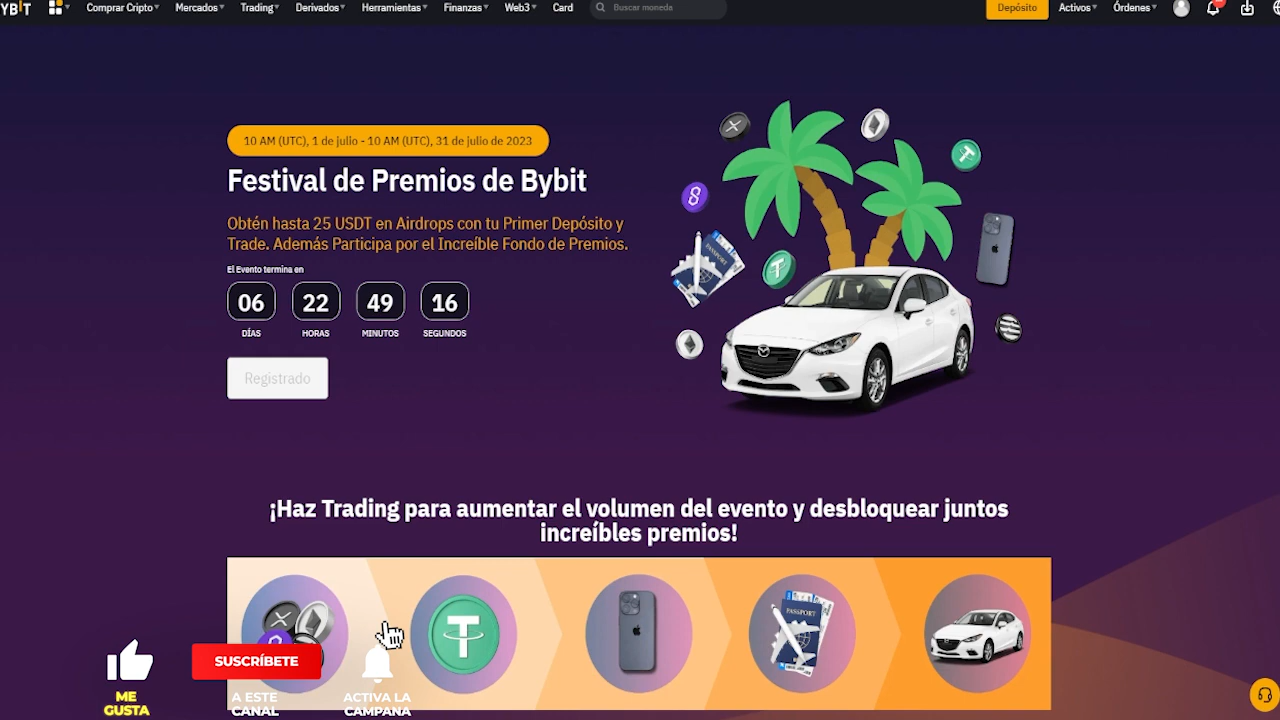 YBIT
Comprar Cripto Mercados Trading Derivados Herramientas Finanzas Web3 Card Buscar moneda Depósito Activos Órdenes
10 AM (UTC), 1 de julio - 10 AM (UTC), 31 de julio de 2023
Festival de Premios de Bybit
Obtén hasta 25 USDT en Airdrops con tu Primer Depósito y
Trade. Además Participa por el Increíble Fondo de Premios.
El Evento termina en
06 22 49 16
DÍAS HORAS MINUTOS SEGUNDOS
Registrado
PASSPORT
¡Haz Trading para aumentar el volumen del evento y desbloquear juntos
increíbles premios!
PASSPORT
SUSCRÍBETE
ME
GUSTA
A ESTE
CANAL
ACTIVA LA
CAMPANA